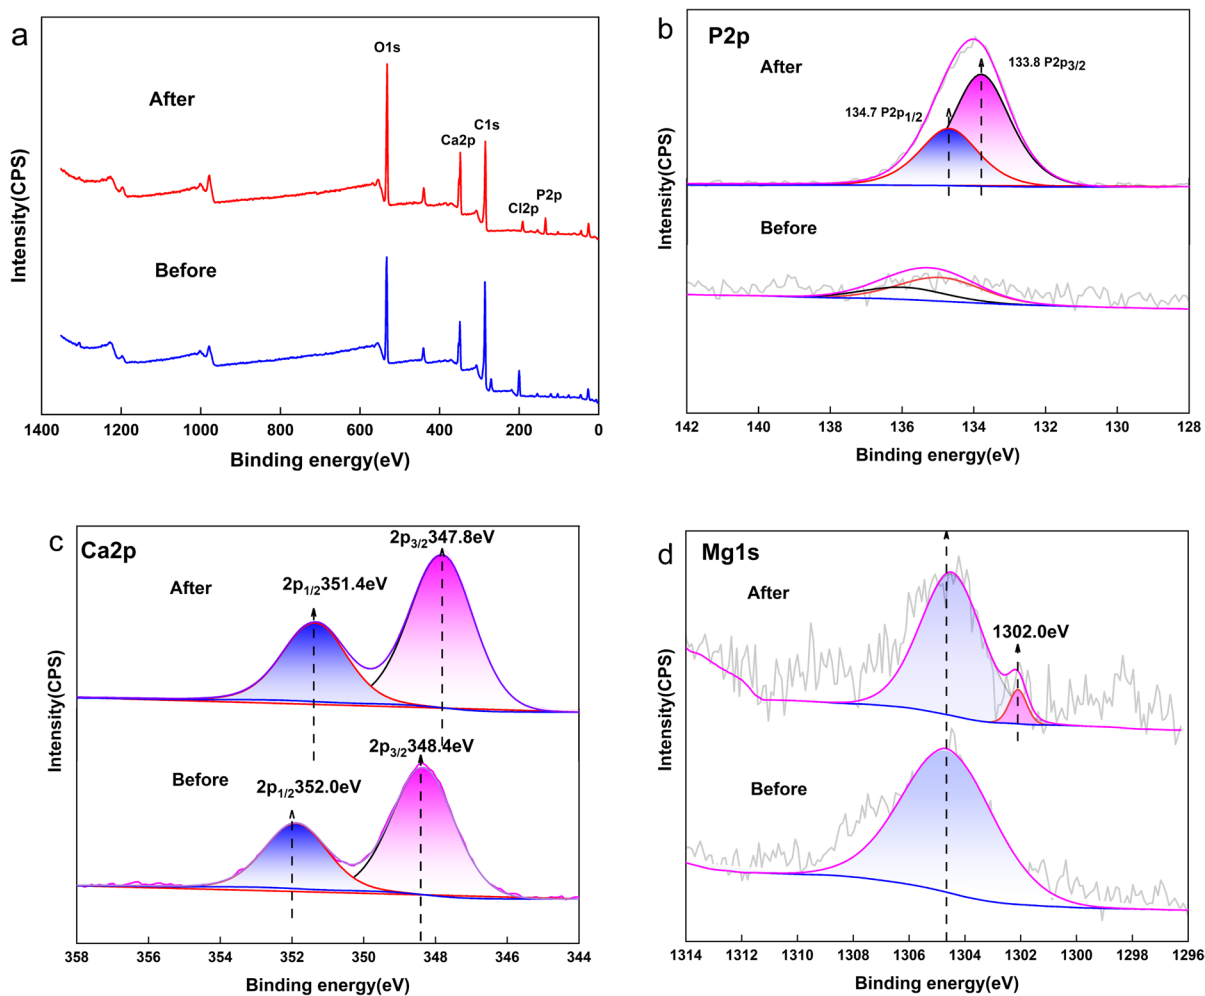 a
O1s
After
C1s
Ca2p
P2p
Cl2p
Before
Intensity(CPS)
1400 1200 1000 800 600 400 200 0
Binding energy(eV)
b
P2p
After
133.8 P2p3/2
134.7 P2p1/2
Before
Intensity(CPS)
142 140 138 136 134 132 130 128
Binding energy(eV)
c
Ca2p
2p3/2347.8eV
After
2p1/2351.4eV
2p3/2348.4eV
Before
2p1/2352.0eV
Intensity(CPS)
358 356 354 352 350 348 346 344
Binding energy(eV)
d
Mg1s
After
1302.0eV
Before
Intensity(CPS)
1314 1312 1310 1308 1306 1304 1302 1300 1298 1296
Binding energy(eV)